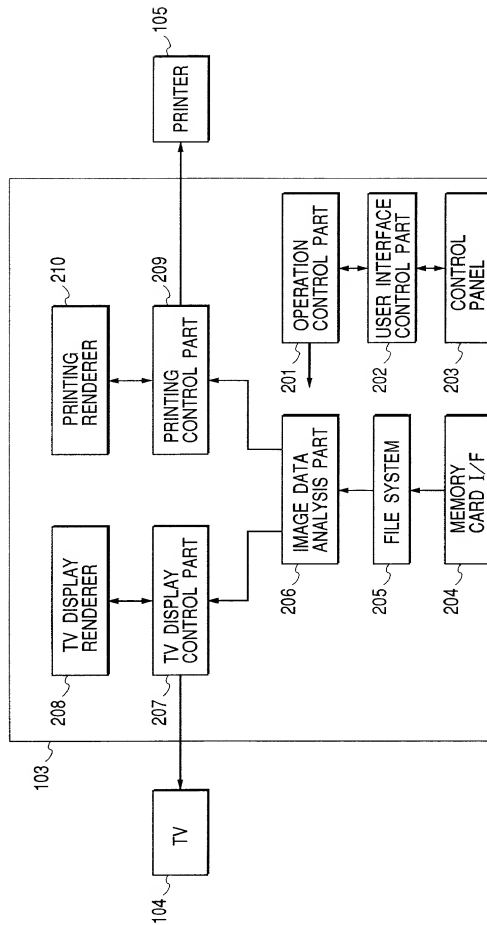 103
104
TV
208
TV DISPLAY
RENDERER
207
TV DISPLAY
CONTROL PART
210
PRINTING
RENDERER
209
PRINTING
CONTROL PART
105
PRINTER
206
IMAGE DATA
ANALYSIS PART
205
FILE SYSTEM
204
MEMORY
CARD I/F
201
OPERATION
CONTROL PART
202
USER INTERFACE
CONTROL PART
203
CONTROL
PANEL